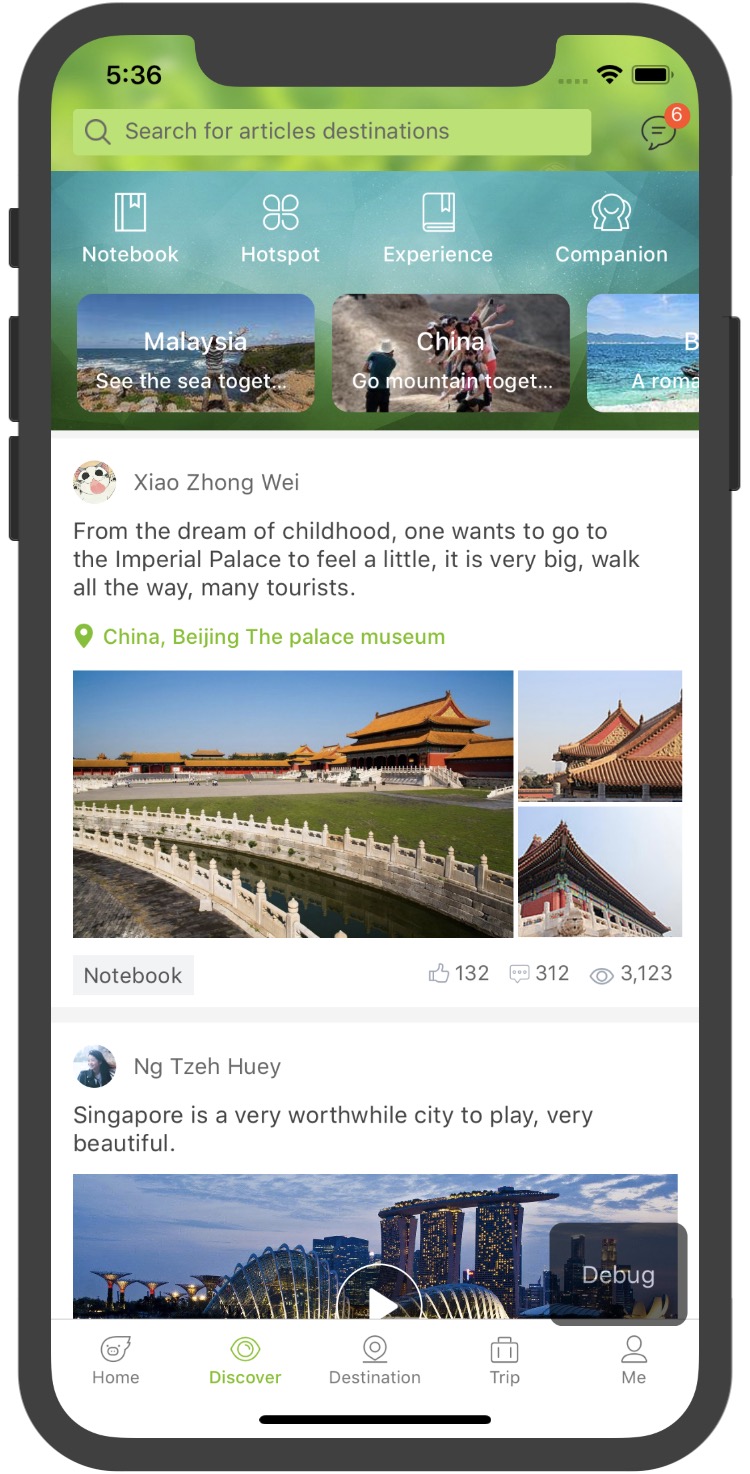 5:36
Search for articles destinations
6
Notebook
Hotspot
Experience
Companion
Malaysia
See the sea toget...
China
Go mountain toget...
B
A roma
Xiao Zhong Wei
From the dream of childhood, one wants to go to
the Imperial Palace to feel a little, it is very big, walk
all the way, many tourists.
China, Beijing The palace museum
Notebook
132
312
3,123
Ng Tzeh Huey
Singapore is a very worthwhile city to play, very
beautiful.
Debug
Home
Discover
Destination
Trip
Me